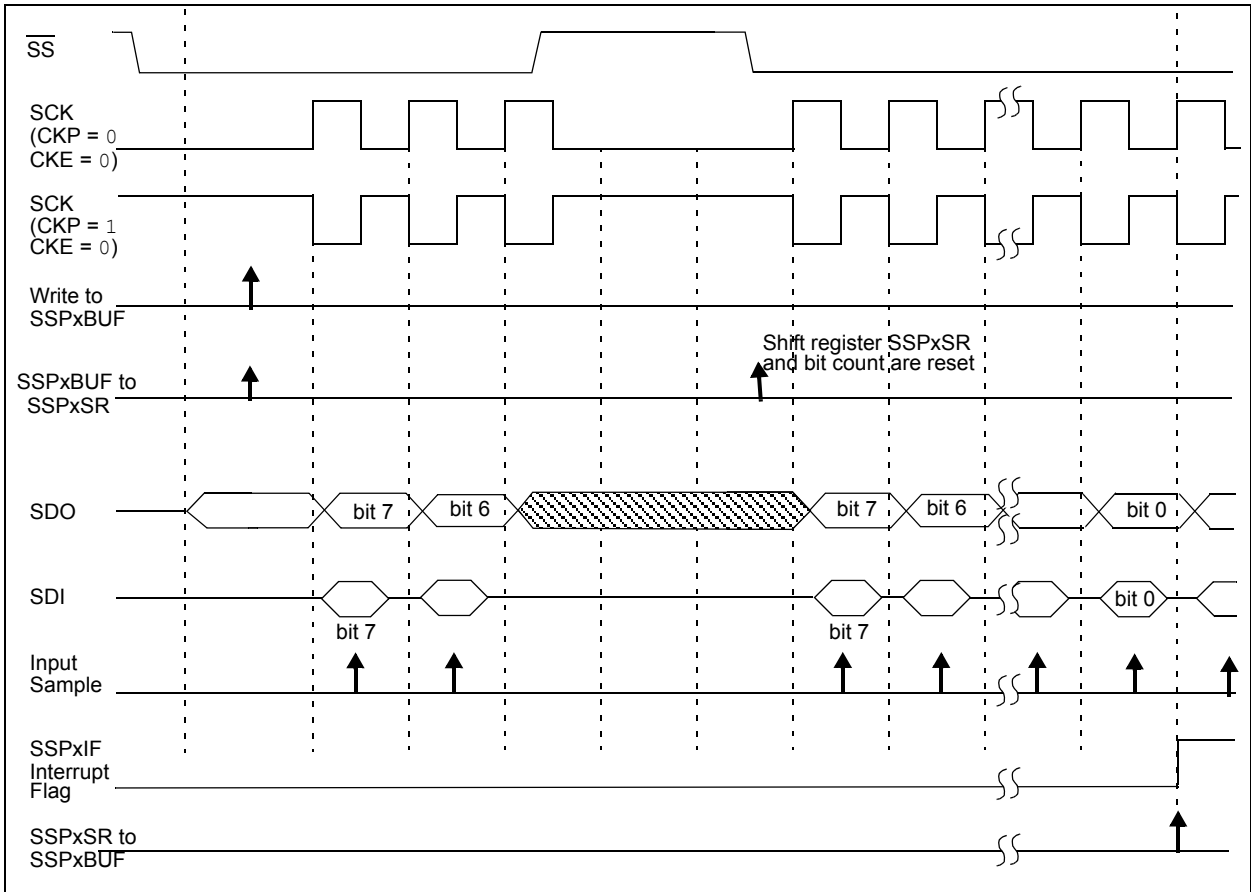 SS
SCK
(CKP = 0
CKE = 0)
SCK
(CKP = 1
CKE = 0)
Write to
SSPxBUF
Shift register SSPxSR
and bit count are reset
SSPxBUF to
SSPxSR
SDO
bit 7
bit 6
bit 7
bit 6
bit 0
SDI
bit 0
bit 7
bit 7
Input
Sample
SSPxIF
Interrupt
Flag
SSPxSR to
SSPxBUF